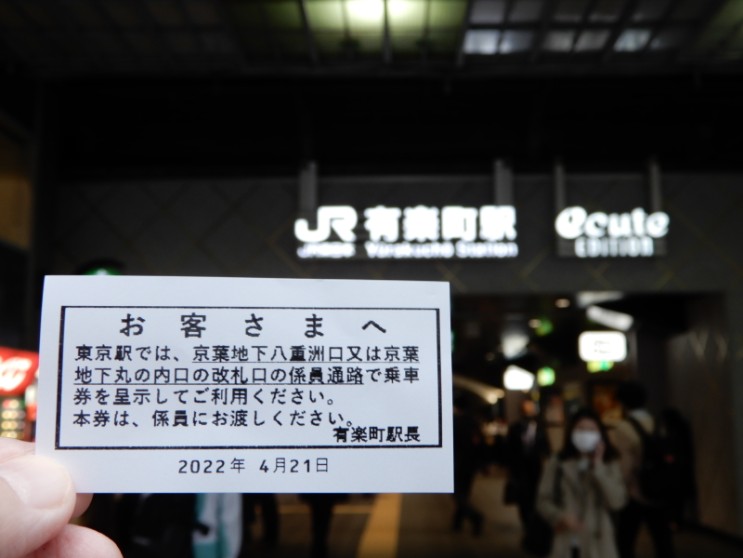 JR 有楽町駅
Yurakucho Station
ecute
EDITION
お客さまへ
東京駅では、京葉地下八重洲口又は京葉
地下丸の内口の改札口の係員通路で乗車
券を呈示してご利用ください。
本券は、係員にお渡しください。
有楽町駅長
2022年 4月21日